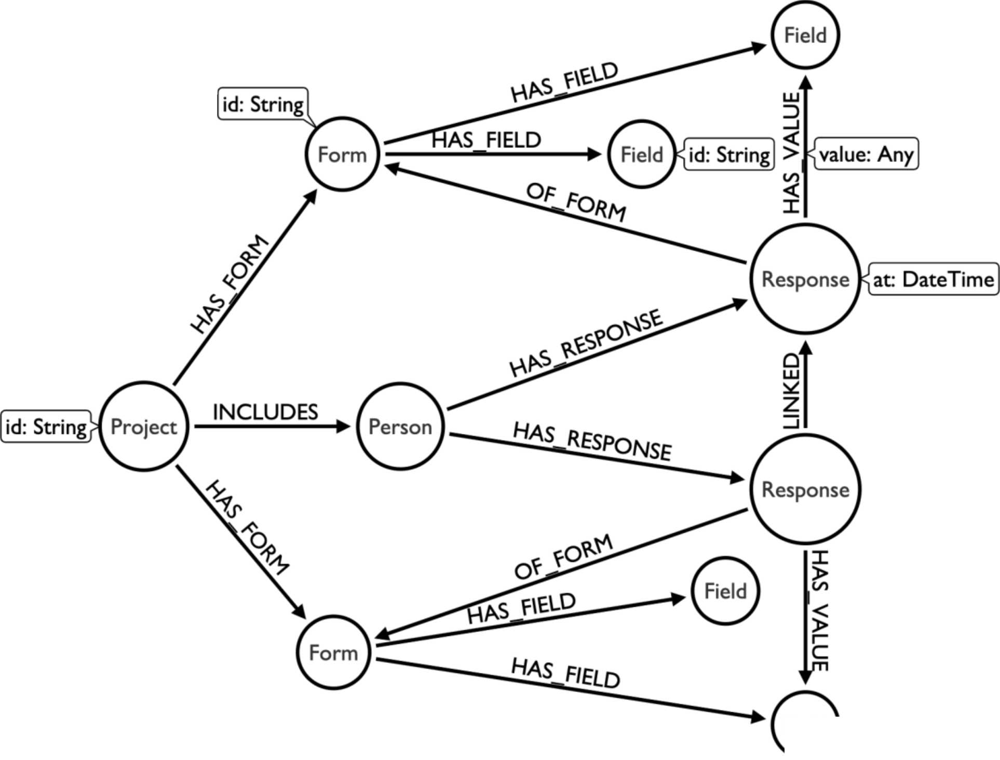 Field
HAS_FIELD
id: String
HAS_VALUE
Form
HAS_FIELD
Field
id: String
value: Any
OF_FORM
HAS_FORM
Response
at: DateTime
HAS_RESPONSE
LINKED
id: String
Project
INCLUDES
Person
HAS_RESPONSE
Response
HAS_FORM
OF_FORM
HAS_FIELD
Field
HAS_VALUE
Form
HAS_FIELD